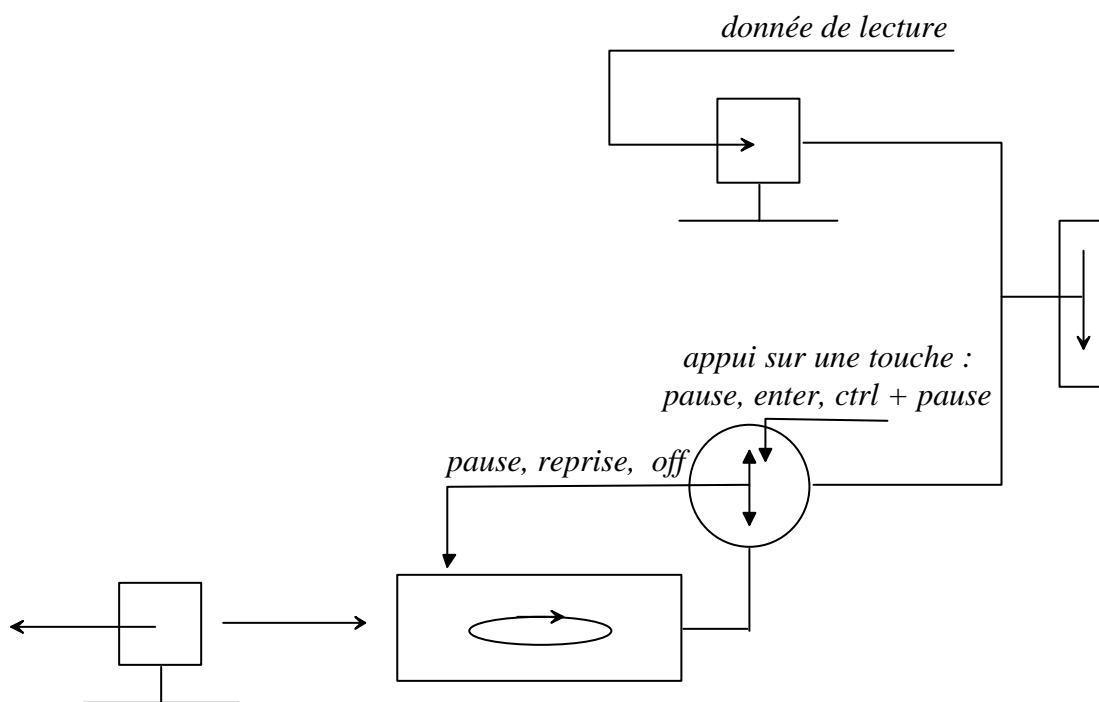 donnée de lecture
appui sur une touche :
pause, enter, ctrl + pause
pause, reprise, off